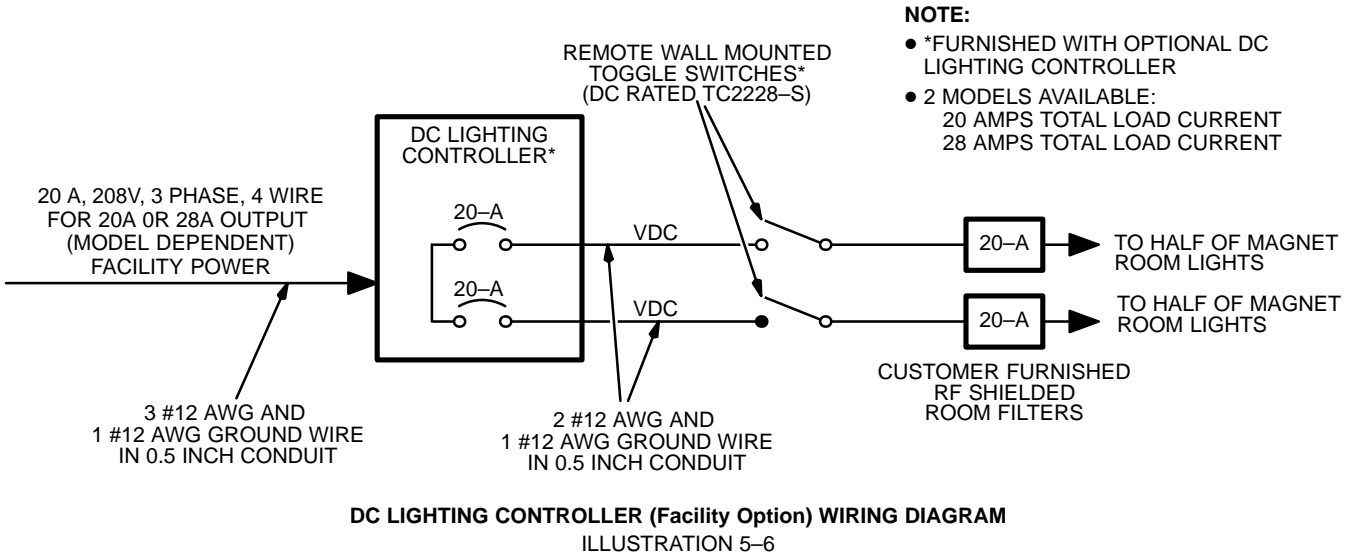 NOTE:
● *FURNISHED WITH OPTIONAL DC
LIGHTING CONTROLLER
● 2 MODELS AVAILABLE:
20 AMPS TOTAL LOAD CURRENT
28 AMPS TOTAL LOAD CURRENT
REMOTE WALL MOUNTED
TOGGLE SWITCHES*
(DC RATED TC2228–S)
DC LIGHTING
CONTROLLER*
20 A, 208V, 3 PHASE, 4 WIRE
FOR 20A 0R 28A OUTPUT
(MODEL DEPENDENT)
FACILITY POWER
20–A
VDC
20–A
TO HALF OF MAGNET
ROOM LIGHTS
20–A
VDC
20–A
TO HALF OF MAGNET
ROOM LIGHTS
CUSTOMER FURNISHED
RF SHIELDED
ROOM FILTERS
3 #12 AWG AND
1 #12 AWG GROUND WIRE
IN 0.5 INCH CONDUIT
2 #12 AWG AND
1 #12 AWG GROUND WIRE
IN 0.5 INCH CONDUIT
DC LIGHTING CONTROLLER (Facility Option) WIRING DIAGRAM
ILLUSTRATION 5–6